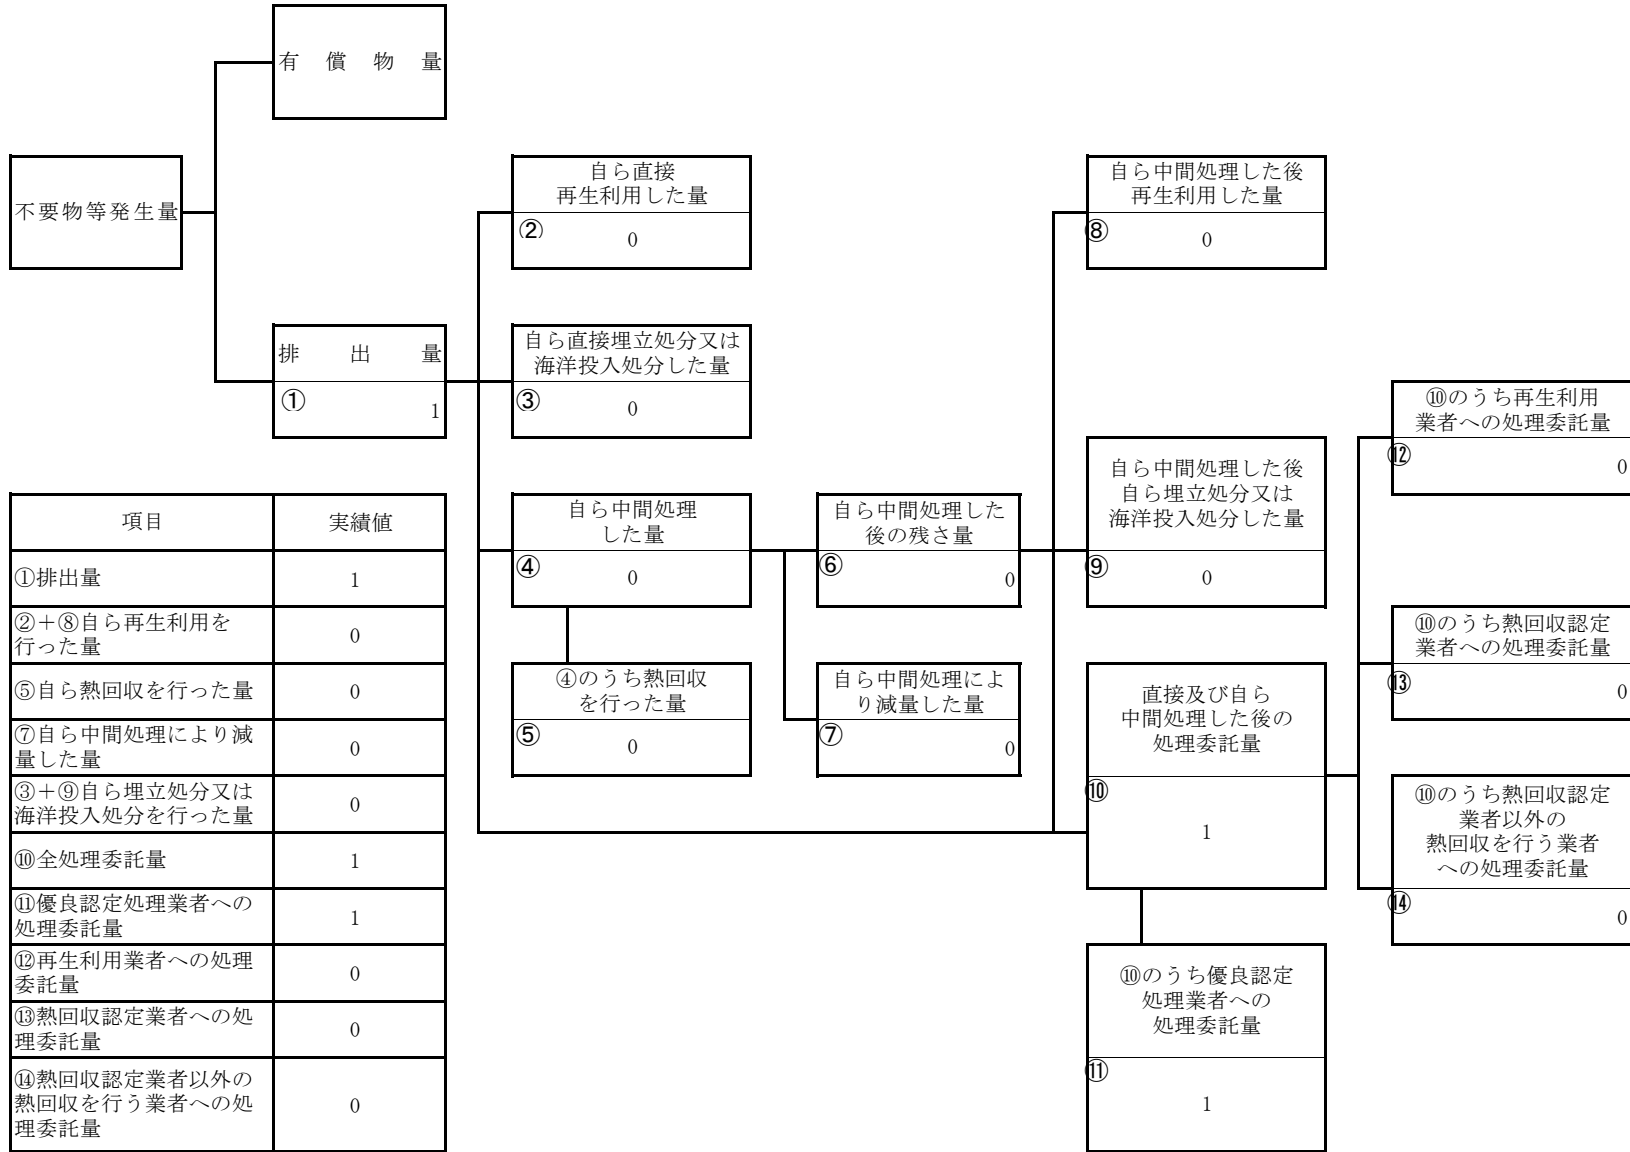 有償物量
不要物等発生量
排出量
①
1
自ら直接
再生利用した量
②
0
自ら直接埋立処分又は
海洋投入処分した量
③
0
自ら中間処理
した量
④
0
④のうち熱回収
を行った量
⑤
0
自ら中間処理した
後の残さ量
⑥
0
自ら中間処理によ
り減量した量
⑦
0
自ら中間処理した後
再生利用した量
⑧
0
自ら中間処理した後
自ら埋立処分又は
海洋投入処分した量
⑨
0
直接及び自ら
中間処理した後の
処理委託量
⑩
1
⑩のうち優良認定
処理業者への
処理委託量
⑪
1
⑩のうち再生利用
業者への処理委託量
⑫
0
⑩のうち熱回収認定
業者への処理委託量
⑬
0
⑩のうち熱回収認定
業者以外の
熱回収を行う業者
への処理委託量
⑭
0
項目 実績値
①排出量 1
②+⑧自ら再生利用を
行った量 0
⑤自ら熱回収を行った量 0
⑦自ら中間処理により減
量した量 0
③+⑨自ら埋立処分又は
海洋投入処分を行った量 0
⑩全処理委託量 1
⑪優良認定処理業者への
処理委託量 1
⑫再生利用業者への処理
委託量 0
⑬熱回収認定業者への処
理委託量 0
⑭熱回収認定業者以外の
熱回収を行う業者への処
理委託量 0